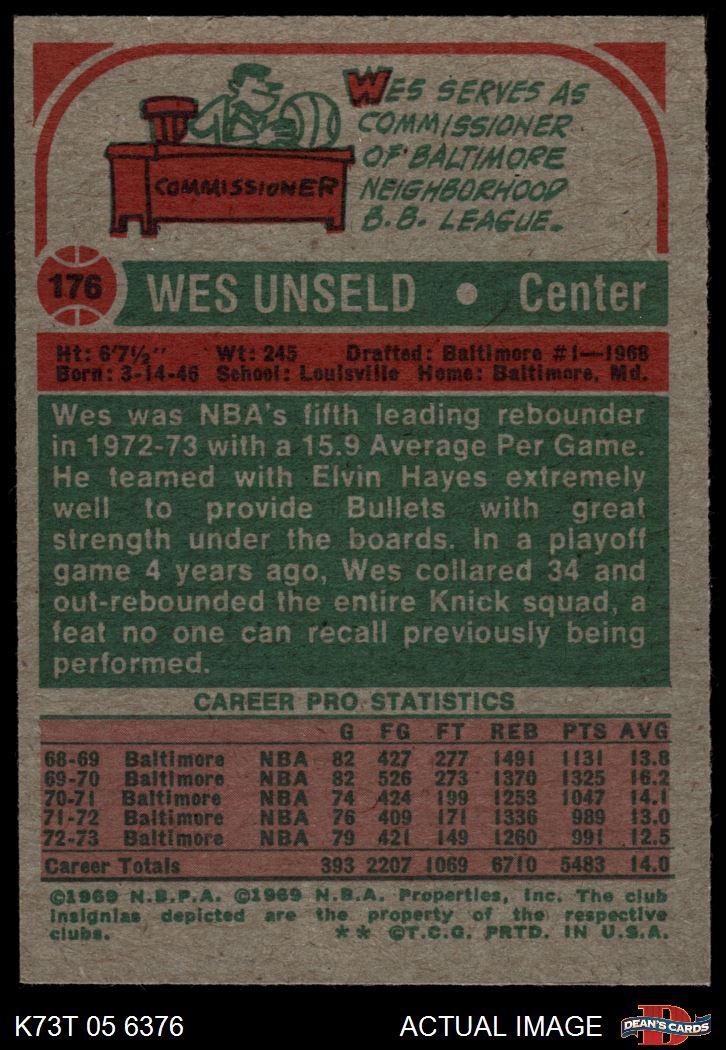 WES SERVES AS
COMMISSIONER
OF BALTIMORE
NEIGHBORHOOD
B.B. LEAGUE.
COMMISSIONER
176 WES UNSELD • Center
Ht: 6'7½" Wt: 245 Drafted: Baltimore #1—1968
Born: 3-14-46 School: Louisville Home: Baltimore, Md.
Wes was NBA's fifth leading rebounder
in 1972-73 with a 15.9 Average Per Game.
He teamed with Elvin Hayes extremely
well to provide Bullets with great
strength under the boards. In a playoff
game 4 years ago, Wes collared 34 and
out-rebounded the entire Knick squad, a
feat no one can recall previously being
performed.
CAREER PRO STATISTICS
G FG FT REB PTS AVG
68-69 Baltimore NBA 82 427 277 1491 1131 13.8
69-70 Baltimore NBA 82 526 273 1370 1325 16.2
70-71 Baltimore NBA 74 424 199 1253 1047 14.1
71-72 Baltimore NBA 76 409 171 1336 989 13.0
72-73 Baltimore NBA 79 421 149 1260 991 12.5
Career Totals 393 2207 1069 6710 5483 14.0
©1969 N.B.P.A. ©1969 N.B.A. Properties, Inc. The club
insignias depicted are the property of the respective
clubs. ** ©T.C.G. PRTD. IN U.S.A.
K73T 05 6376 ACTUAL IMAGE D DEAN'S CARDS